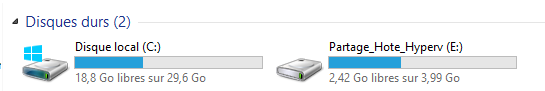 Disques durs (2)
Disque local (C:)
18,8 Go libres sur 29,6 Go
Partage_Hote_Hyperv (E:)
2,42 Go libres sur 3,99 Go